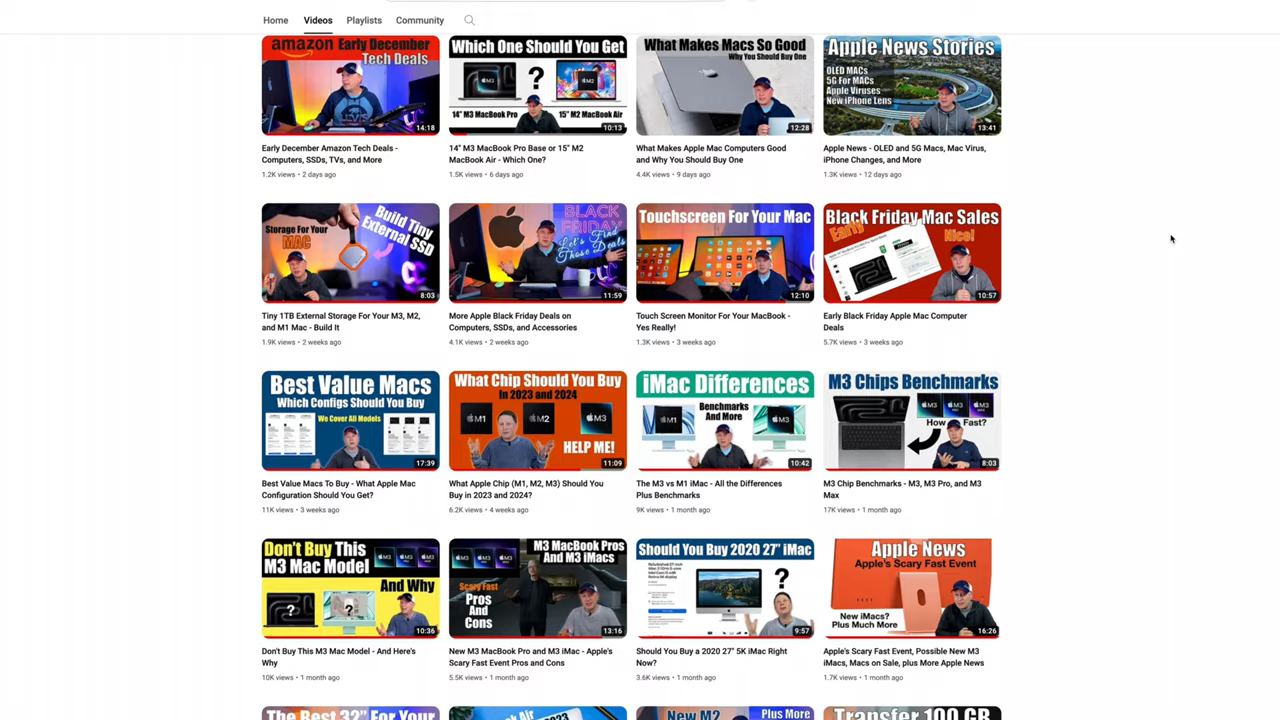 Home Videos Playlists Community
amazon Early December
Tech Deals
14:18
Early December Amazon Tech Deals -
Computers, SSDs, TVs, and More
1.2K views • 2 days ago
Which One Should You Get
M3
?
M2
14" M3 MacBook Pro
15" M2 MacBook Air
10:13
14" M3 MacBook Pro Base or 15" M2
MacBook Air - Which One?
1.5K views • 6 days ago
What Makes Macs So Good
Why You Should Buy One
12:28
What Makes Apple Mac Computers Good
and Why You Should Buy One
4.4K views • 9 days ago
Apple News Stories
OLED MACs
5G For MACs
Apple Viruses
New iPhone Lens
13:41
Apple News - OLED and 5G Macs, Mac Virus,
iPhone Changes, and More
1.3K views • 12 days ago
Storage For Your
MAC
Build Tiny
External SSD
8:03
Tiny 1TB External Storage For Your M3, M2,
and M1 Mac - Build It
1.9K views • 2 weeks ago
BLACK
FRIDAY
Let's Find
Those Deals
11:59
More Apple Black Friday Deals on
Computers, SSDs, and Accessories
4.1K views • 2 weeks ago
Touchscreen For Your Mac
12:10
Touch Screen Monitor For Your MacBook -
Yes Really!
1.3K views • 3 weeks ago
Black Friday Mac Sales
Early
Nice!
10:57
Early Black Friday Apple Mac Computer
Deals
5.7K views • 3 weeks ago
Best Value Macs
Which Configs Should You Buy
We Cover All Models
17:39
Best Value Macs To Buy - What Apple Mac
Configuration Should You Get?
11K views • 3 weeks ago
What Chip Should You Buy
In 2023 and 2024
M1
M2
M3
HELP ME!
11:09
What Apple Chip (M1, M2, M3) Should You
Buy in 2023 and 2024?
6.2K views • 4 weeks ago
iMac Differences
Benchmarks
And More
M1
M3
10:42
The M3 vs M1 iMac - All the Differences
Plus Benchmarks
9K views • 1 month ago
M3 Chips Benchmarks
M3
M3
M3
How Fast?
8:03
M3 Chip Benchmarks - M3, M3 Pro, and M3
Max
17K views • 1 month ago
Don't Buy This
M3 Mac Model
M3
M3
M3
And Why
?
?
10:36
Don't Buy This M3 Mac Model - And Here's
Why
10K views • 1 month ago
M3 MacBook Pros
And M3 iMacs
M3
M3
M3
Scary Fast
Pros
And
Cons
13:16
New M3 MacBook Pro and M3 iMac - Apple's
Scary Fast Event Pros and Cons
5.5K views • 1 month ago
Should You Buy 2020 27" iMac
?
9:57
Should You Buy a 2020 27" 5K iMac Right
Now?
3.6K views • 1 month ago
Apple News
Apple's Scary Fast Event
New iMacs?
Plus Much More
16:26
Apple's Scary Fast Event, Possible New M3
iMacs, Macs on Sale, plus More Apple News
1.7K views • 1 month ago
The Best 32" For Your
Book Air
2023
New M2
Plus More
Transfer 100 GB